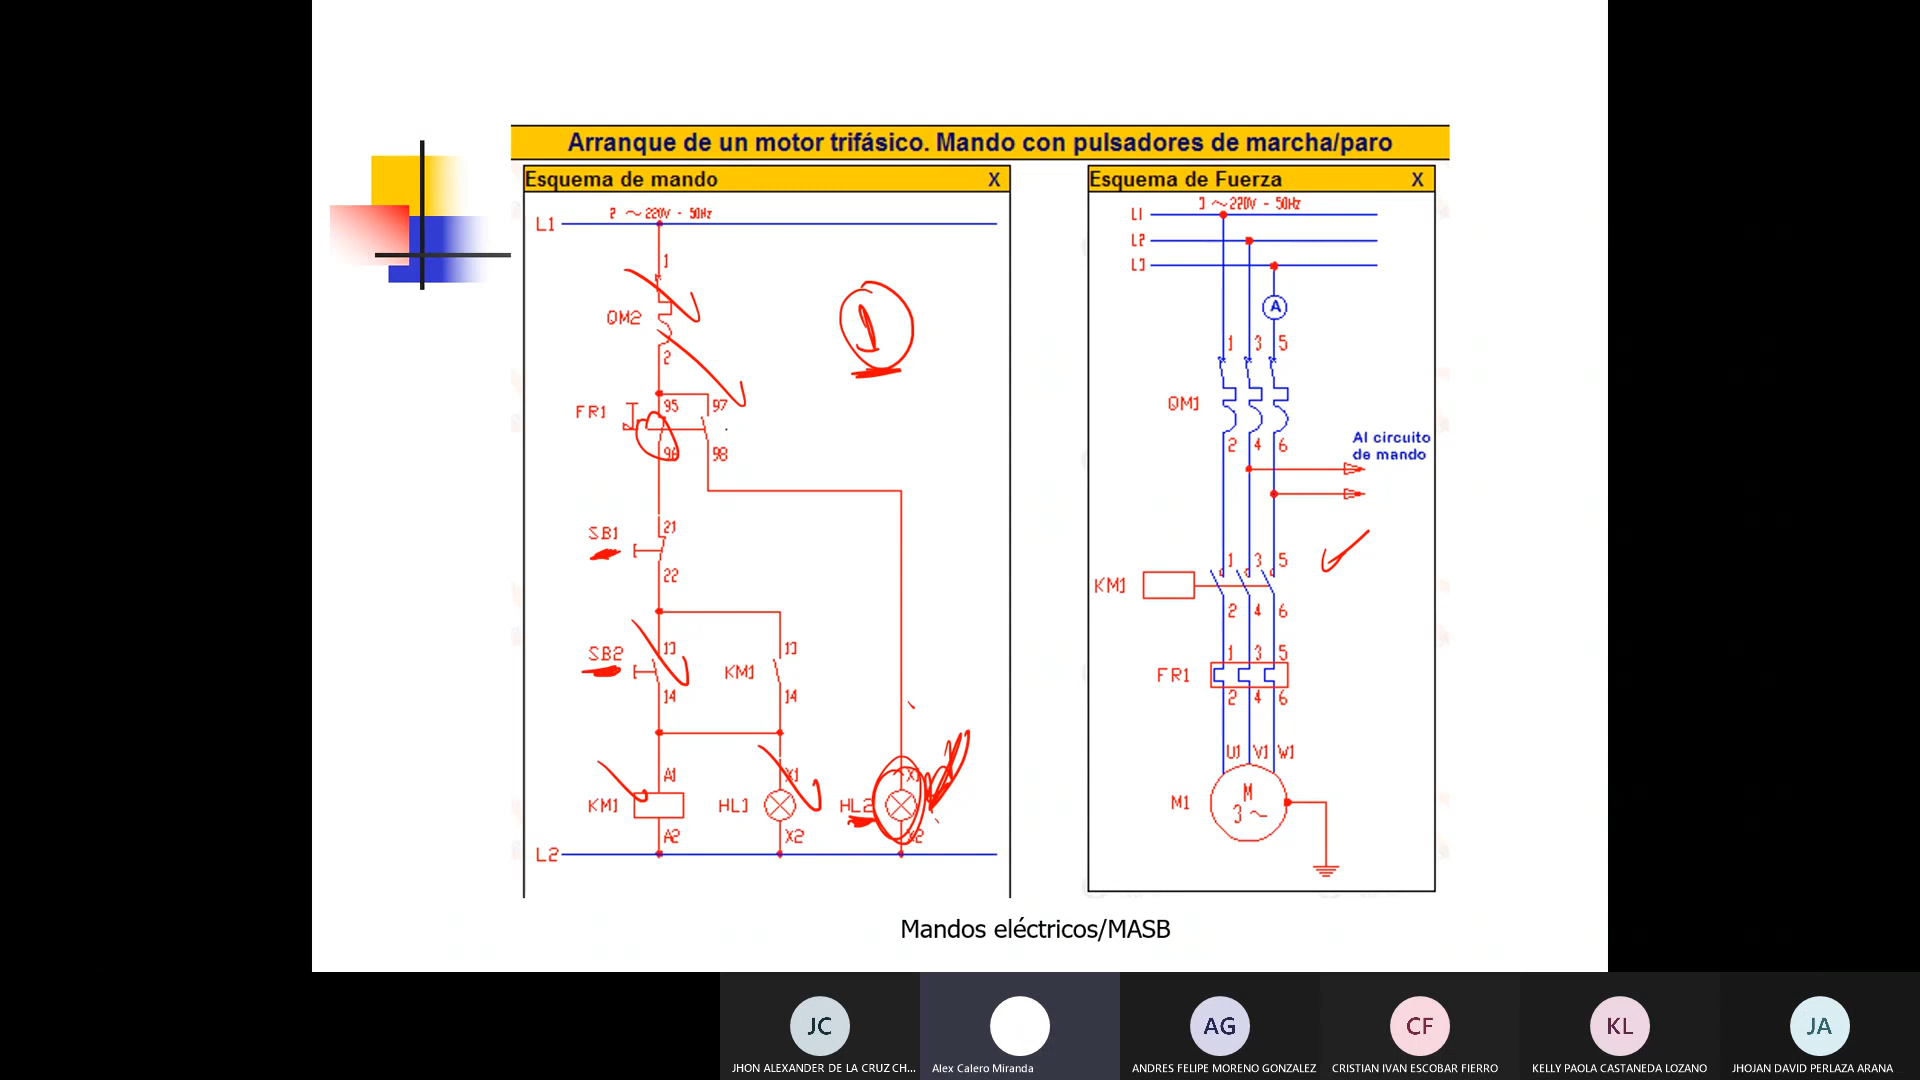 Arranque de un motor trifásico. Mando con pulsadores de marcha/paro
Esquema de mando X
2 ~ 220V - 50Hz
L1
1
QM2
2
FR1 95 97
96 98
SB1 21
22
SB2 13 KM1 13
14 14
A1 X1 X1
KM1 HL1 HL2
A2 X2 X2
L2
1
Esquema de Fuerza X
3 ~ 220V - 50Hz
L1
L2
L3
A
1 3 5
QM1
2 4 6
Al circuito
de mando
1 3 5
KM1
2 4 6
1 3 5
FR1
2 4 6
U1 V1 W1
M1 M
3 ~
Mandos eléctricos/MASB
JC AG CF KL JA
JHON ALEXANDER DE LA CRUZ CH... Alex Calero Miranda ANDRES FELIPE MORENO GONZALEZ CRISTIAN IVAN ESCOBAR FIERRO KELLY PAOLA CASTANEDA LOZANO JHOJAN DAVID PERLAZA ARANA